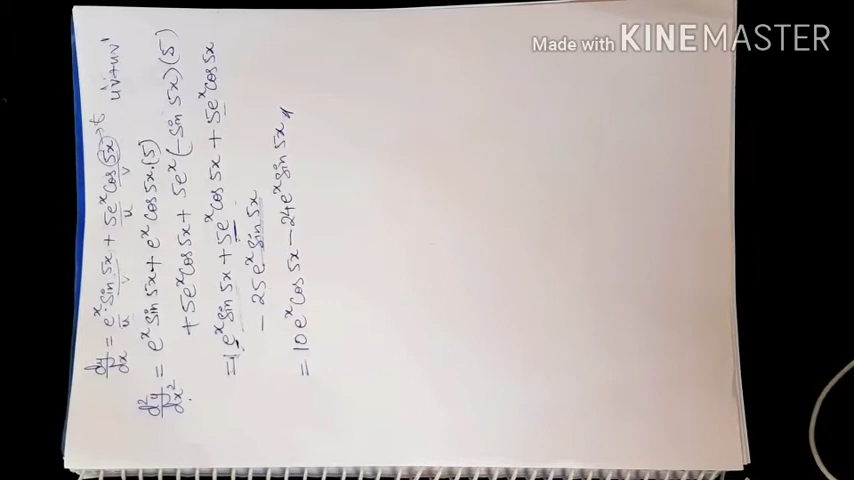 Made with KINEMASTER
dy/dx = e^x sin 5x + 5e^x cos(5x) u'v+uv'
u v u v
d²y/dx² = e^x sin 5x + e^x cos 5x.(5)
+ 5e^x cos 5x + 5e^x (-sin 5x)(5)
= 1e^x sin 5x + 5e^x cos 5x + 5e^x cos 5x
- 25e^x sin 5x
= 10e^x cos 5x - 24e^x sin 5x //